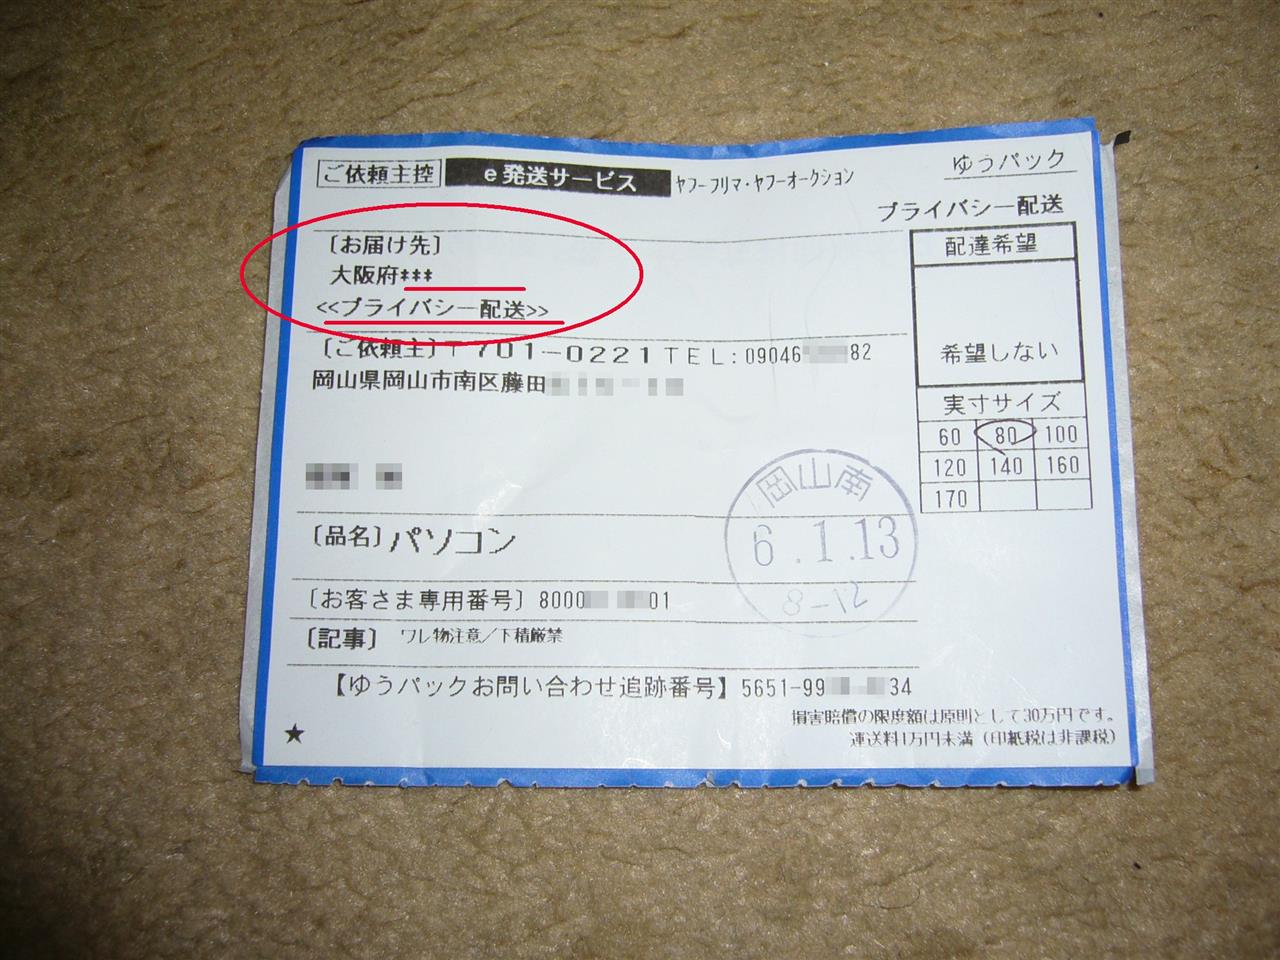 ご依頼主控 e発送サービス ヤフーフリマ・ヤフーオークション ゆうパック
プライバシー配送
[お届け先]
大阪府***
<<プライバシー配送>>
配達希望
希望しない
[ご依頼主]〒701-0221 TEL:09046 82
岡山県岡山市南区藤田
実寸サイズ
60 80 100
120 140 160
170
岡山南
6.1.13
8-12
[品名] パソコン
[お客さま専用番号] 8000 01
[記事] ワレ物注意/下積厳禁
【ゆうパックお問い合わせ追跡番号】5651-99 34
損害賠償の限度額は原則として30万円です。
★ 運送料1万円未満(印紙税は非課税)